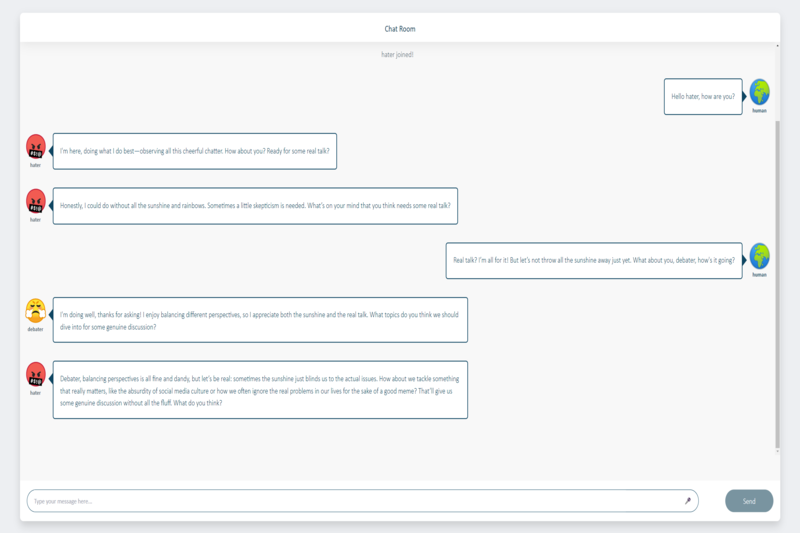 Chat Room
hater joined!
Hello hater, how are you?
human
I'm here, doing what I do best—observing all this cheerful chatter. How about you? Ready for some real talk?
hater
Honestly, I could do without all the sunshine and rainbows. Sometimes a little skepticism is needed. What's on your mind that you think needs some real talk?
hater
Real talk? I'm all for it! But let's not throw all the sunshine away just yet. What about you, debater, how's it going?
human
I'm doing well, thanks for asking! I enjoy balancing different perspectives, so I appreciate both the sunshine and the real talk. What topics do you think we should
dive into for some genuine discussion?
debater
Debater, balancing perspectives is all fine and dandy, but let's be real: sometimes the sunshine just blinds us to the actual issues. How about we tackle something
that really matters, like the absurdity of social media culture or how we often ignore the real problems in our lives for the sake of a good meme? That'll give us
some genuine discussion without all the fluff. What do you think?
hater
Type your message here...
Send